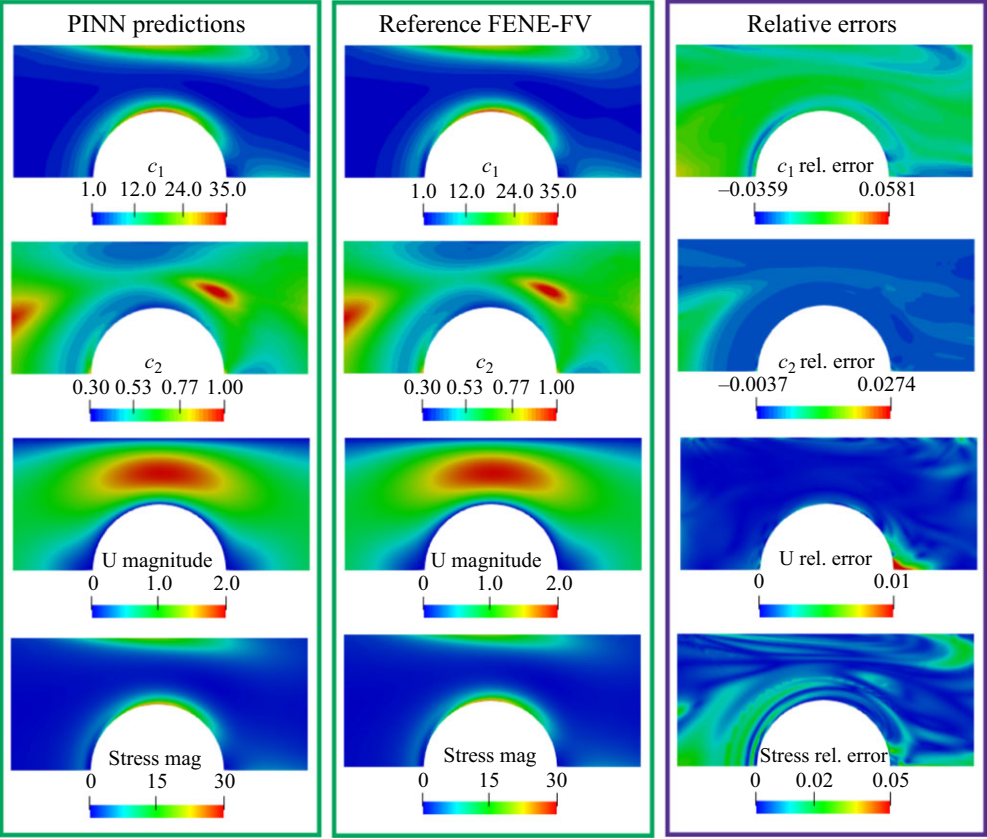 PINN predictions
Reference FENE-FV
Relative errors
c1
1.0 12.0 24.0 35.0
c1
1.0 12.0 24.0 35.0
c1 rel. error
–0.0359 0.0581
c2
0.30 0.53 0.77 1.00
c2
0.30 0.53 0.77 1.00
c2 rel. error
–0.0037 0.0274
U magnitude
0 1.0 2.0
U magnitude
0 1.0 2.0
U rel. error
0 0.01
Stress mag
0 15 30
Stress mag
0 15 30
Stress rel. error
0 0.02 0.05